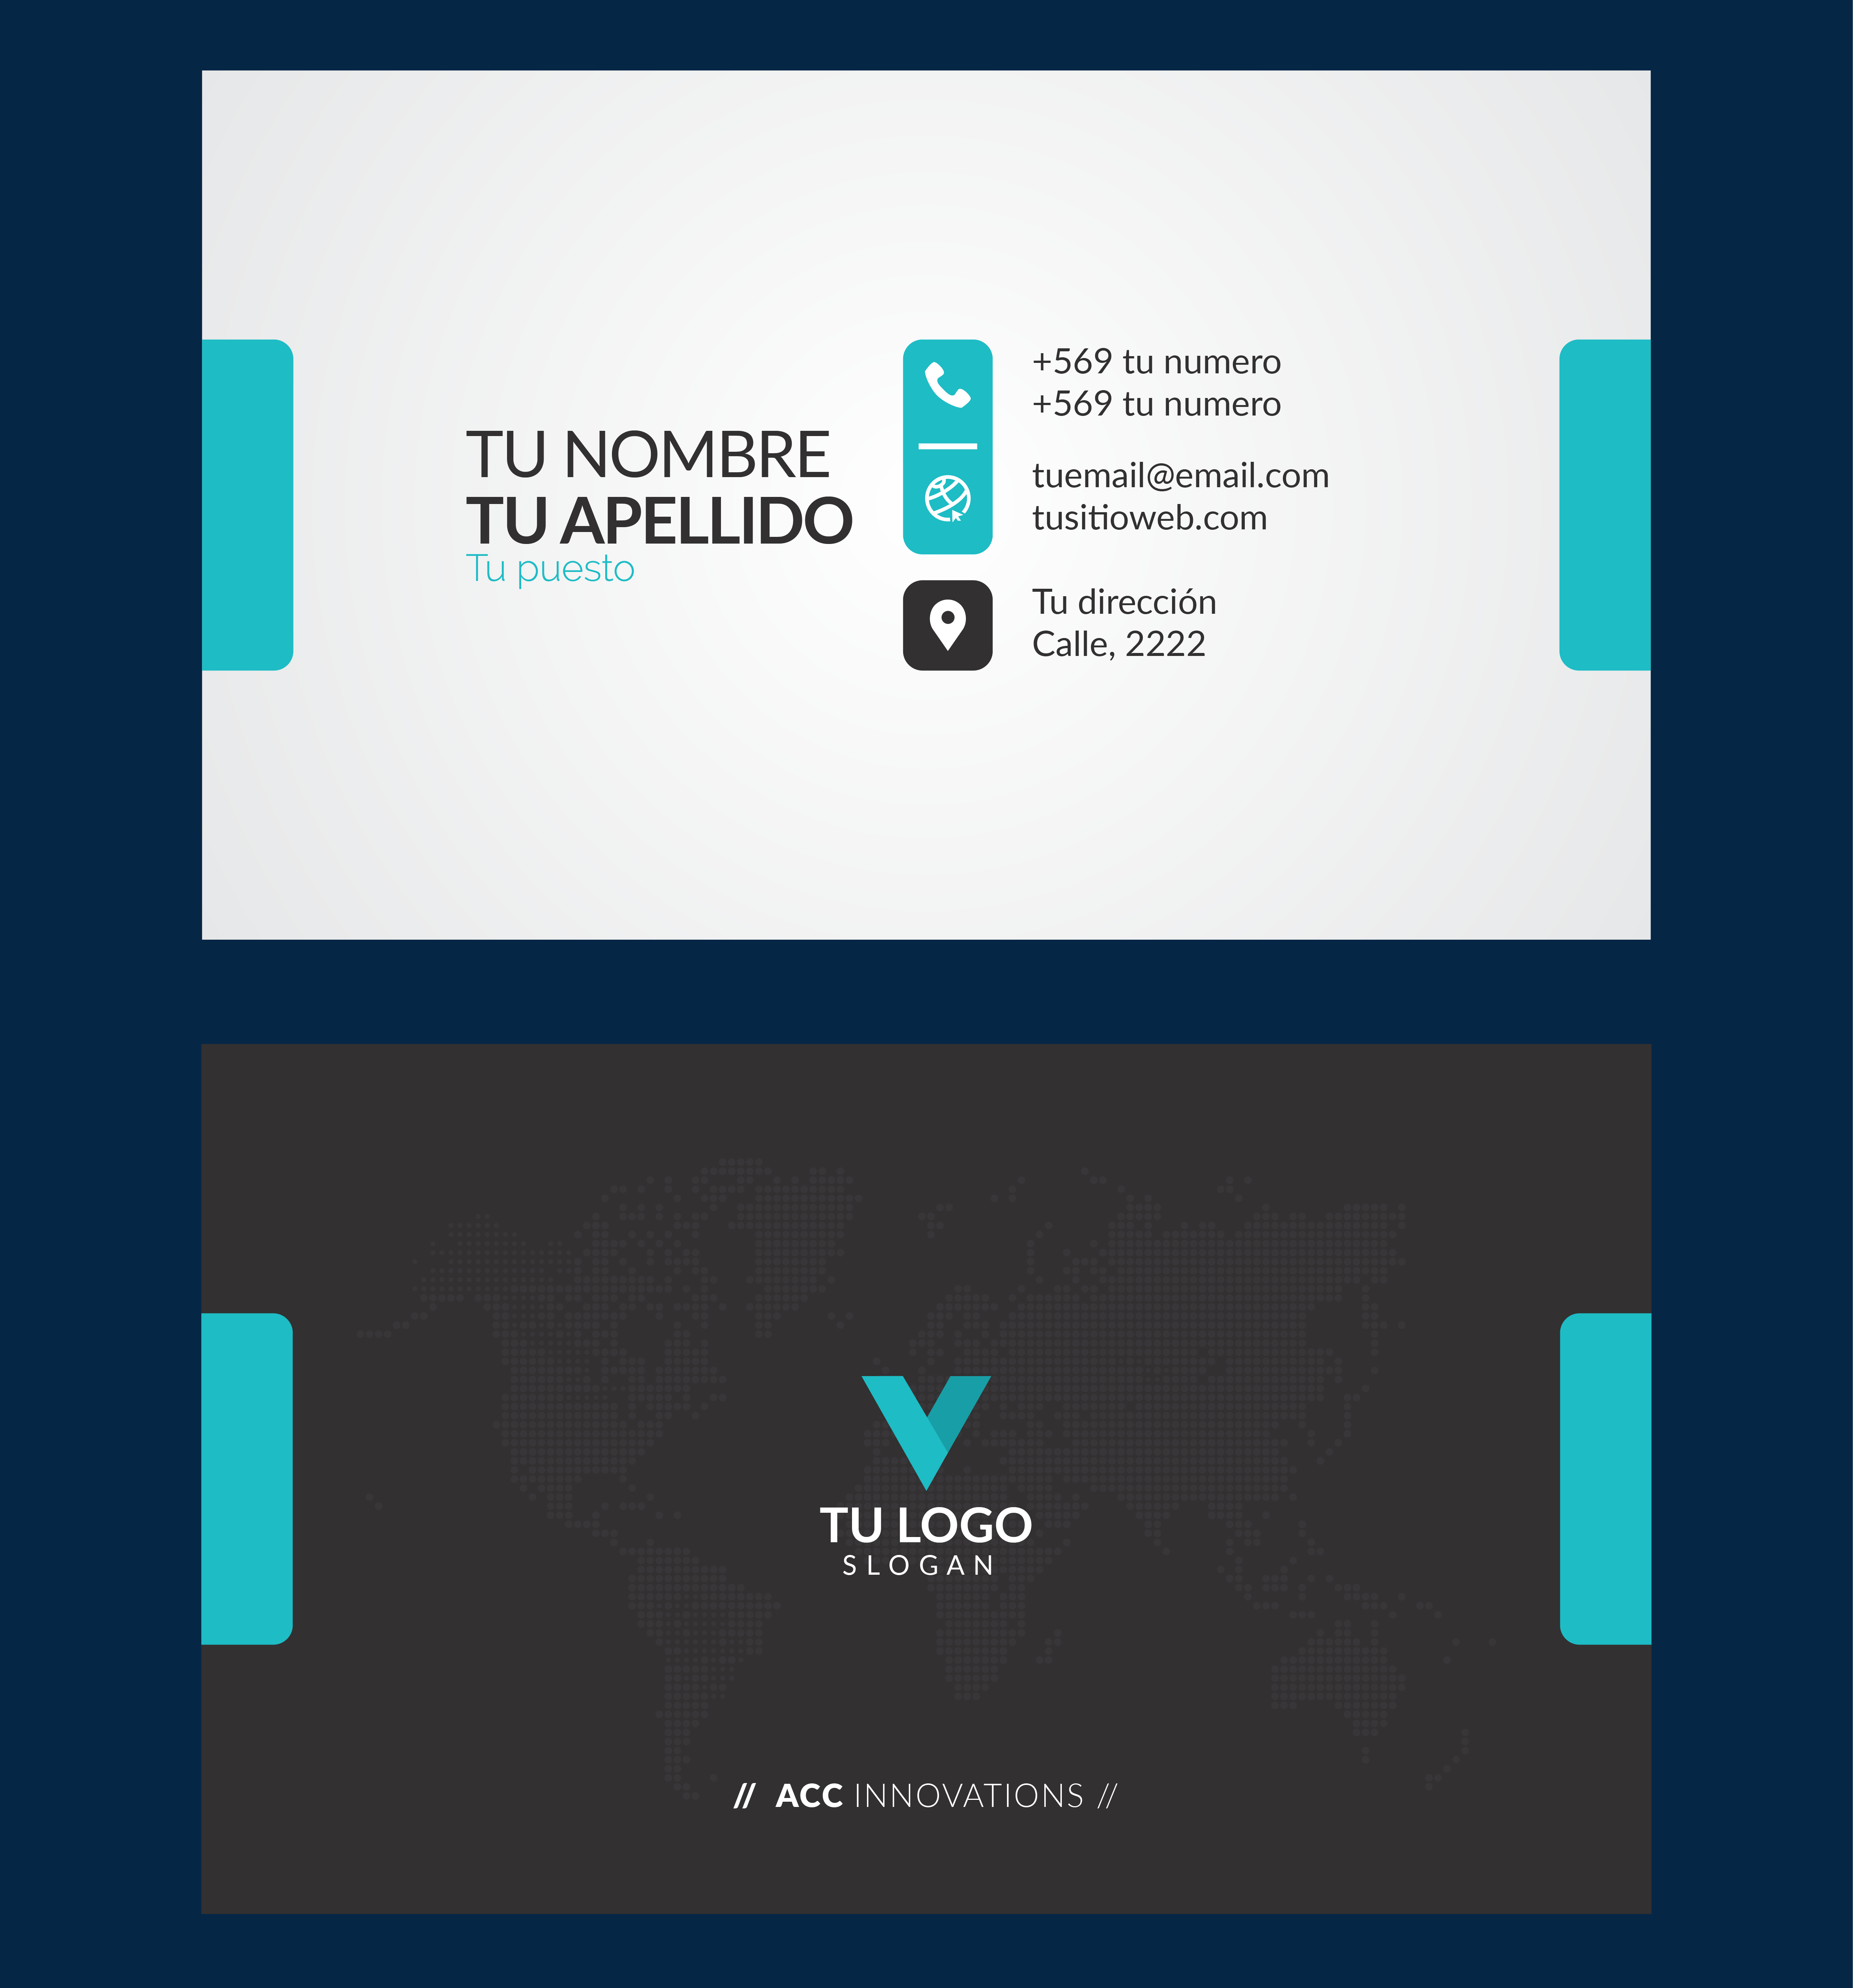 TU NOMBRE
TU APELLIDO
Tu puesto
+569 tu numero
+569 tu numero
tuemail@email.com
tusitioweb.com
Tu dirección
Calle, 2222
TU LOGO
SLOGAN
// ACC INNOVATIONS //